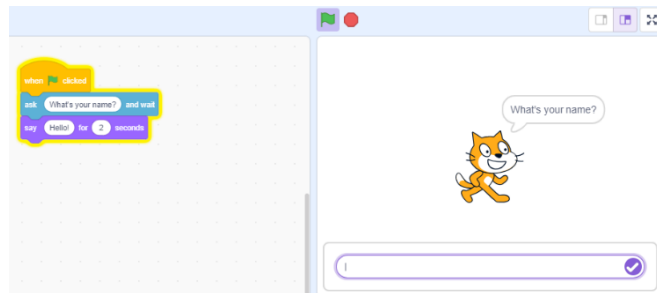 when clicked
ask What's your name? and wait
say Hello! for 2 seconds
What's your name?